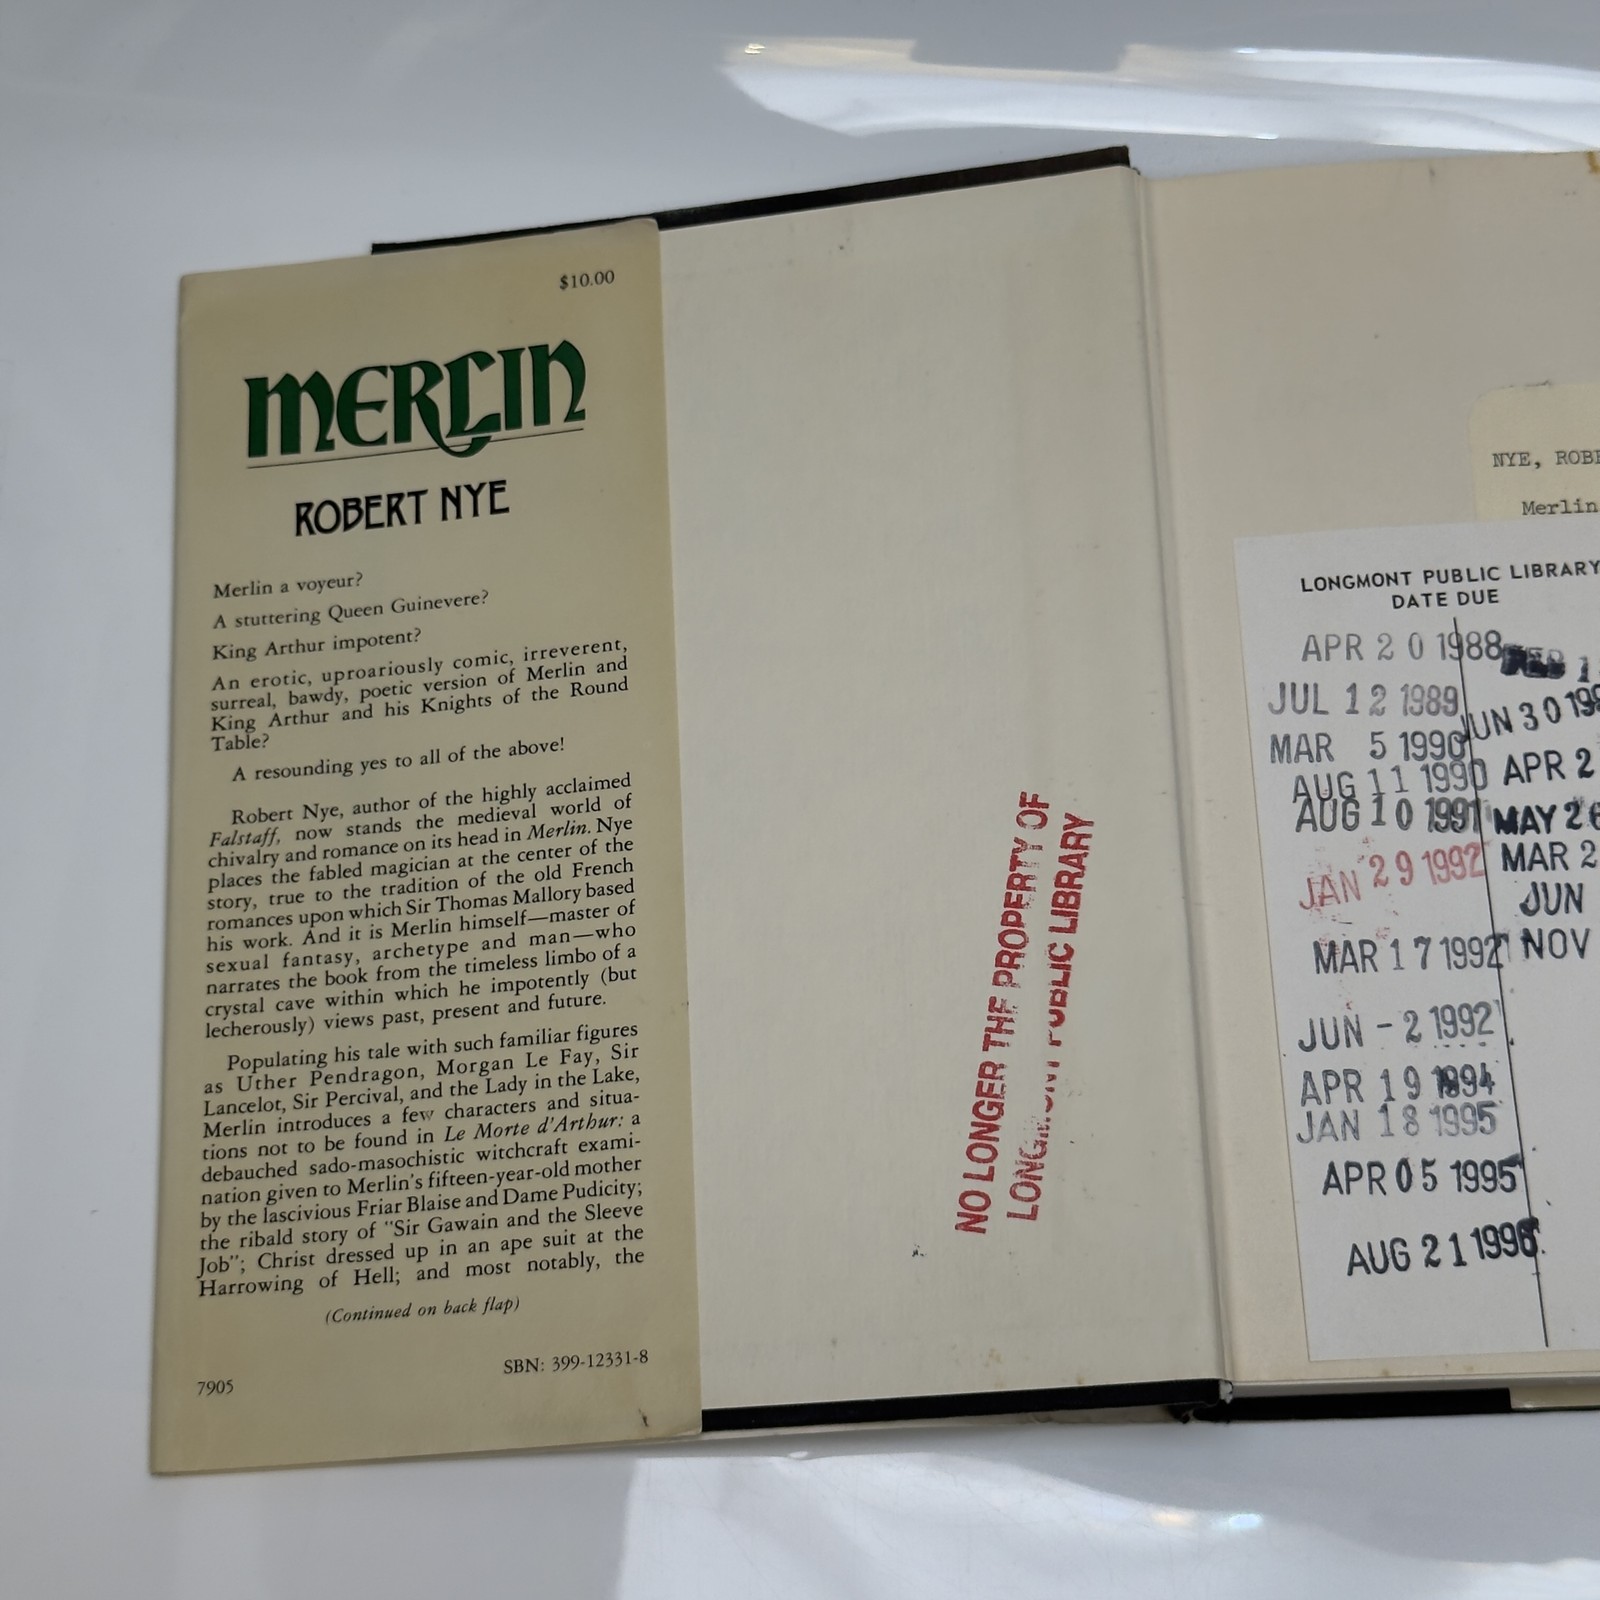 $10.00
MERLIN
ROBERT NYE
Merlin a voyeur?
A stuttering Queen Guinevere?
King Arthur impotent?
An erotic, uproariously comic, irreverent,
surreal, bawdy, poetic version of Merlin and
King Arthur and his Knights of the Round
Table?
A resounding yes to all of the above!
Robert Nye, author of the highly acclaimed
Falstaff, now stands the medieval world of
chivalry and romance on its head in Merlin. Nye
places the fabled magician at the center of the
story, true to the tradition of the old French
romances upon which Sir Thomas Mallory based
his work. And it is Merlin himself—master of
sexual fantasy, archetype and man—who
narrates the book from the timeless limbo of a
crystal cave within which he impotently (but
lecherously) views past, present and future.
Populating his tale with such familiar figures
as Uther Pendragon, Morgan Le Fay, Sir
Lancelot, Sir Percival, and the Lady in the Lake,
Merlin introduces a few characters and situa-
tions not to be found in Le Morte d'Arthur: a
debauched sado-masochistic witchcraft exami-
nation given to Merlin's fifteen-year-old mother
by the lascivious Friar Blaise and Dame Pudicity;
the ribald story of "Sir Gawain and the Sleeve
Job"; Christ dressed up in an ape suit at the
Harrowing of Hell; and most notably, the
(Continued on back flap)
SBN: 399-12331-8
7905
NO LONGER THE PROPERTY OF
LONGMONT PUBLIC LIBRARY
NYE, ROBE
Merlin
LONGMONT PUBLIC LIBRARY
DATE DUE
APR 20 1988
JUL 12 1989
MAR 5 1990
AUG 11 1990
AUG 10 1991
JAN 29 1992
MAR 17 1992
JUN -2 1992
APR 19 1994
JAN 18 1995
APR 05 1995
AUG 21 1996
FEB 1
JUN 30 199
APR 2
MAY 26
MAR 2
JUN
NOV